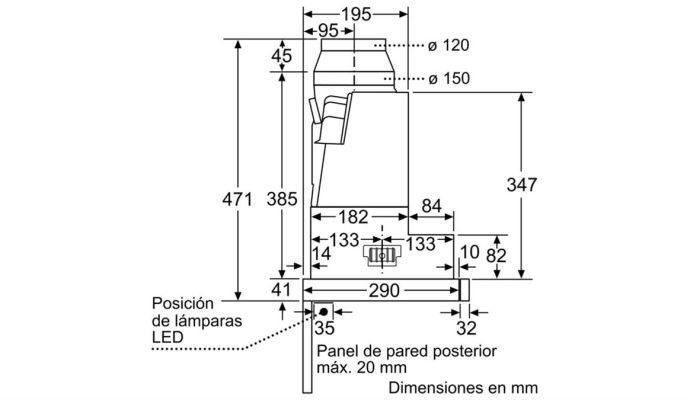 195
95
ø 120
45
ø 150
471
385
347
182
84
133
133
14
10
82
41
290
Posición
de lámparas
LED
35
32
Panel de pared posterior
máx. 20 mm
Dimensiones en mm